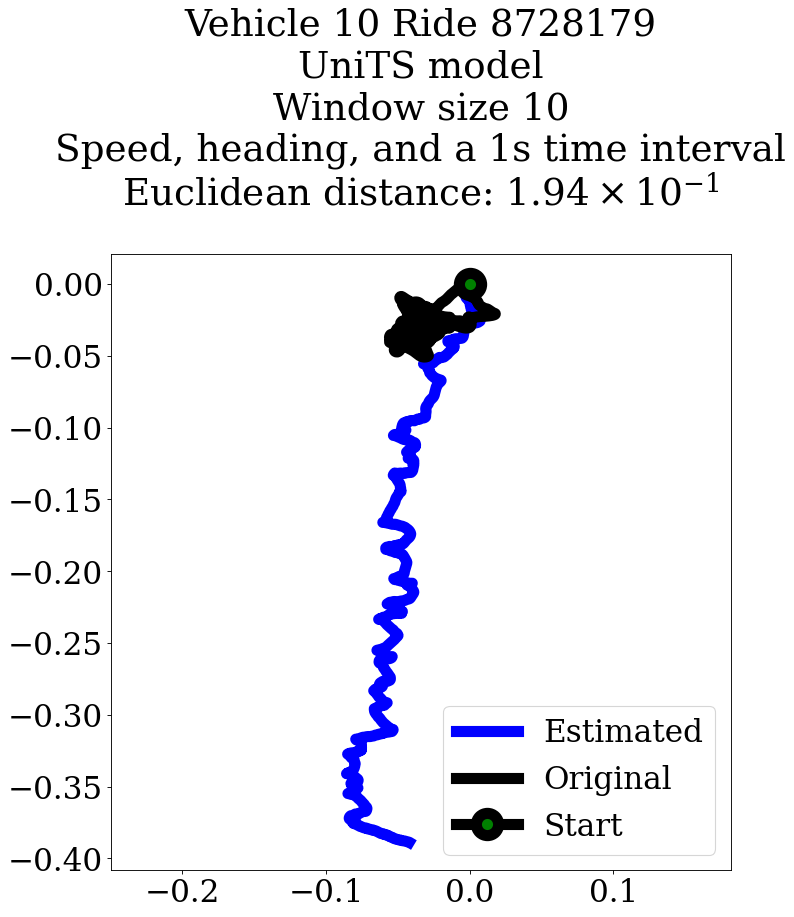 Vehicle 10 Ride 8728179
UniTS model
Window size 10
Speed, heading, and a 1s time interval
Euclidean distance: 1.94 × 10⁻¹
0.00
−0.05
−0.10
−0.15
−0.20
−0.25
−0.30
−0.35
−0.40
Estimated
Original
Start
−0.2 −0.1 0.0 0.1